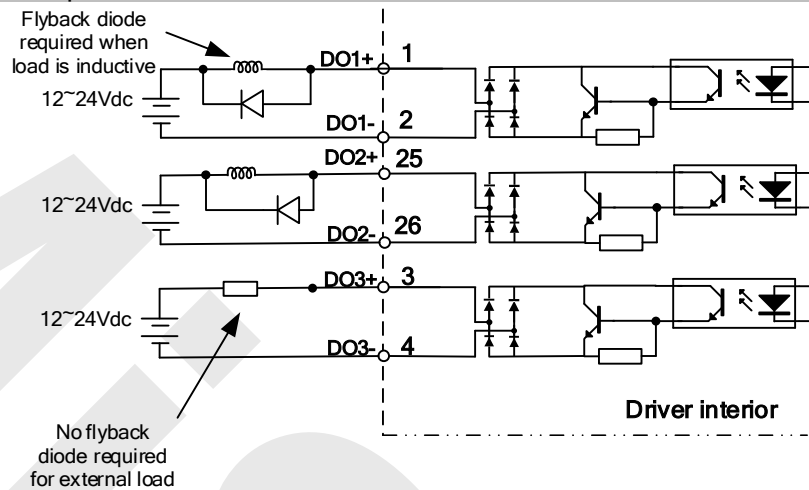 Flyback diode
required when
load is inductive
DO1+ 1
12~24Vdc
DO1- 2
DO2+ 25
12~24Vdc
DO2- 26
DO3+ 3
12~24Vdc
DO3- 4
Driver interior
No flyback
diode required
for external load